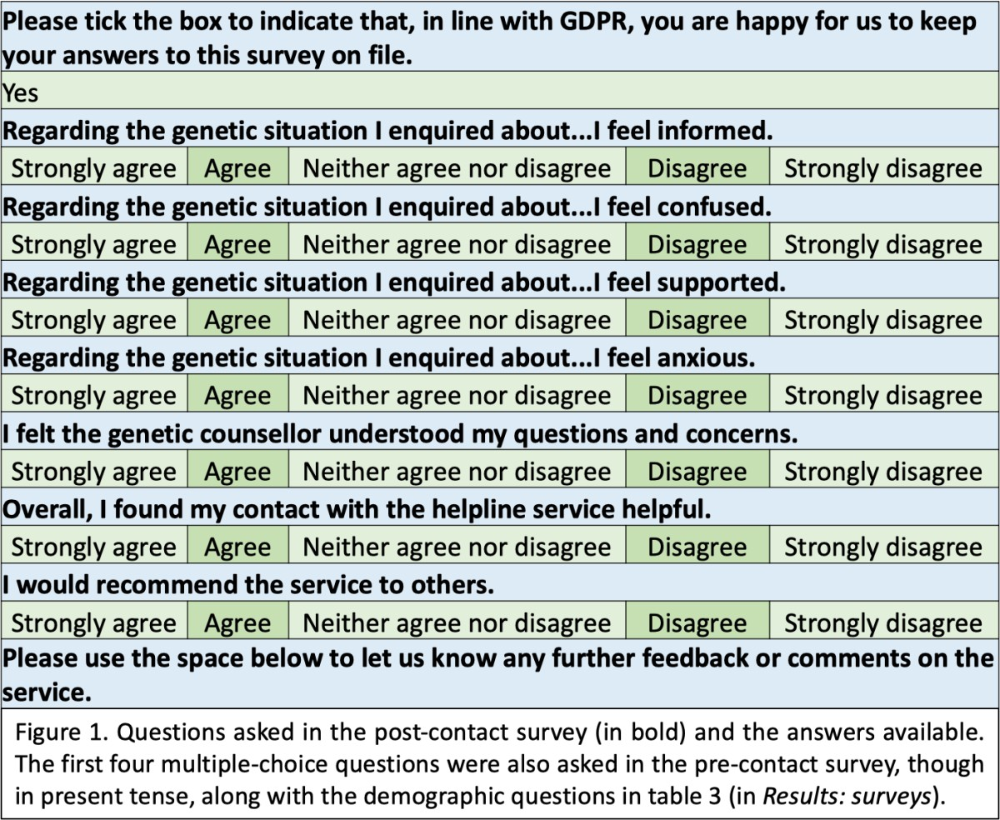 Please tick the box to indicate that, in line with GDPR, you are happy for us to keep
your answers to this survey on file.
Yes
Regarding the genetic situation I enquired about...I feel informed.
Strongly agree Agree Neither agree nor disagree Disagree Strongly disagree
Regarding the genetic situation I enquired about...I feel confused.
Strongly agree Agree Neither agree nor disagree Disagree Strongly disagree
Regarding the genetic situation I enquired about...I feel supported.
Strongly agree Agree Neither agree nor disagree Disagree Strongly disagree
Regarding the genetic situation I enquired about...I feel anxious.
Strongly agree Agree Neither agree nor disagree Disagree Strongly disagree
I felt the genetic counsellor understood my questions and concerns.
Strongly agree Agree Neither agree nor disagree Disagree Strongly disagree
Overall, I found my contact with the helpline service helpful.
Strongly agree Agree Neither agree nor disagree Disagree Strongly disagree
I would recommend the service to others.
Strongly agree Agree Neither agree nor disagree Disagree Strongly disagree
Please use the space below to let us know any further feedback or comments on the
service.
Figure 1. Questions asked in the post-contact survey (in bold) and the answers available.
The first four multiple-choice questions were also asked in the pre-contact survey, though
in present tense, along with the demographic questions in table 3 (in Results: surveys).